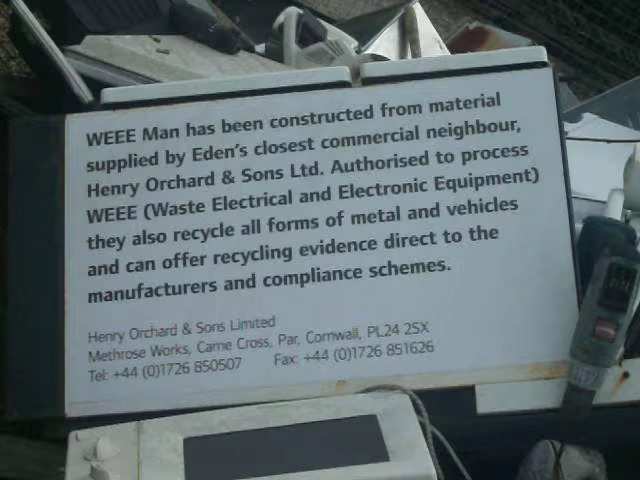 WEEE Man has been constructed from material
supplied by Eden's closest commercial neighbour,
Henry Orchard & Sons Ltd. Authorised to process
WEEE (Waste Electrical and Electronic Equipment)
they also recycle all forms of metal and vehicles
and can offer recycling evidence direct to the
manufacturers and compliance schemes.
Henry Orchard & Sons Limited
Methrose Works, Carne Cross, Par, Cornwall, PL24 2SX
Tel: +44 (0)1726 850507 Fax: +44 (0)1726 851626